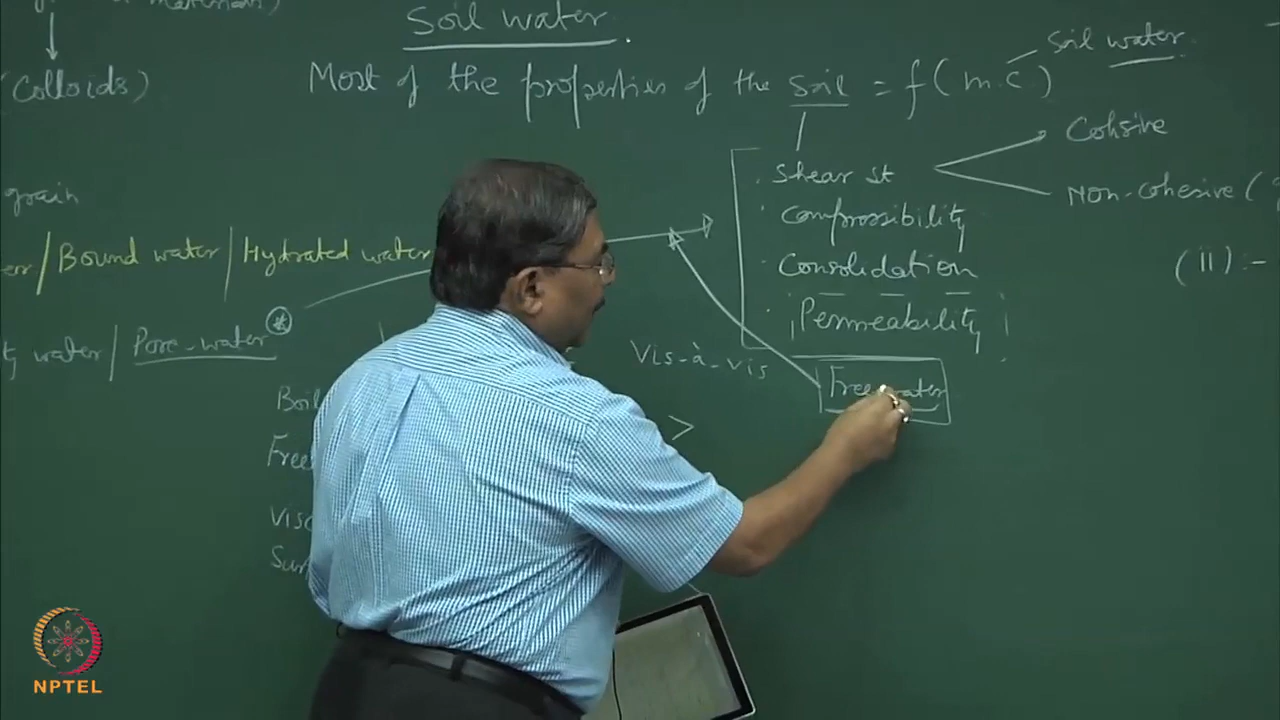 Soil water.
(Colloids)
Most of the properties of the soil = f(m.c)
Soil water
grain
/ Bound water / Hydrated water
water / Pore-water *
shear st
compressibility
Consolidation
Permeability
Cohsive
Non-cohesive (
(ii) :-
Vis-à-vis
Free water
>
NPTEL